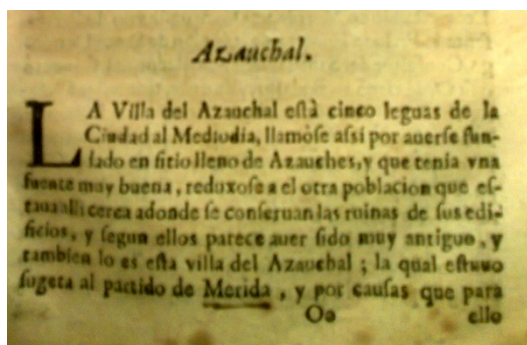 Azauchal.
LA Villa del Azauchal eſtà cinco leguas de la
Ciudad al Mediodia, llamòſe aſsi por auerſe fun-
dado en ſitio lleno de Azauches, y que tenia vna
fuente muy buena, reduxoſe a el otra poblacion que eſ-
taua alli cerca adonde ſe conſeruan las ruinas de ſus edi-
ficios, y ſegun ellos parece auer ſido muy antiguo, y
tambien lo es eſta villa del Azauchal; la qual eſtuuo
ſugeta al partido de Merida, y por cauſas que para
Oo ello